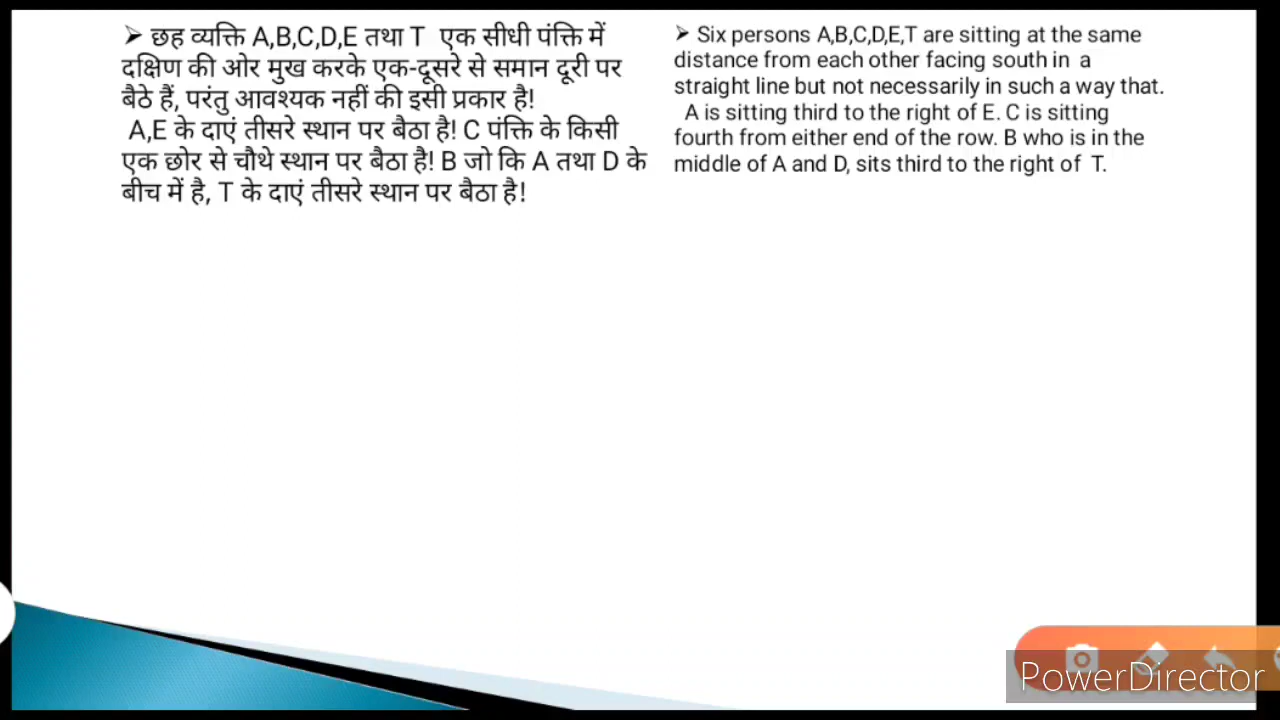 ➢ छह व्यक्ति A,B,C,D,E तथा T एक सीधी पंक्ति में
दक्षिण की ओर मुख करके एक-दूसरे से समान दूरी पर
बैठे हैं, परंतु आवश्यक नहीं की इसी प्रकार है!
A,E के दाएं तीसरे स्थान पर बैठा है! C पंक्ति के किसी
एक छोर से चौथे स्थान पर बैठा है! B जो कि A तथा D के
बीच में है, T के दाएं तीसरे स्थान पर बैठा है!
➢ Six persons A,B,C,D,E,T are sitting at the same
distance from each other facing south in a
straight line but not necessarily in such a way that.
A is sitting third to the right of E. C is sitting
fourth from either end of the row. B who is in the
middle of A and D, sits third to the right of T.
PowerDirector